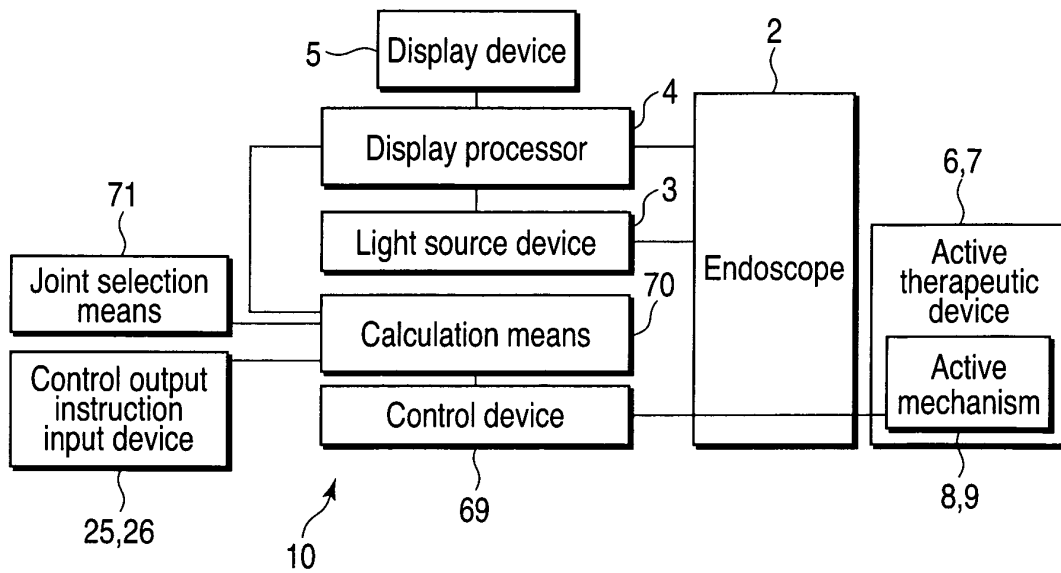 5
Display device
2
4
Display processor
6,7
71
3
Light source device
Joint selection
means
Endoscope
Active
therapeutic
device
70
Calculation means
Control output
instruction
input device
Active
mechanism
Control device
25,26
10
69
8,9